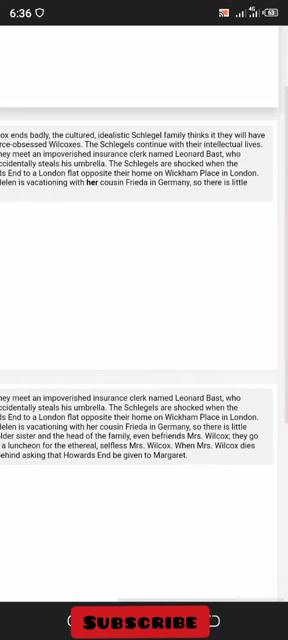 6:36
4G
63
ox ends badly, the cultured, idealistic Schlegel family thinks it they will have
rce-obsessed Wilcoxes. The Schlegels continue with their intellectual lives.
hey meet an impoverished insurance clerk named Leonard Bast, who
ccidentally steals his umbrella. The Schlegels are shocked when the
ds End to a London flat opposite their home on Wickham Place in London.
Helen is vacationing with her cousin Frieda in Germany, so there is little
hey meet an impoverished insurance clerk named Leonard Bast, who
ccidentally steals his umbrella. The Schlegels are shocked when the
ds End to a London flat opposite their home on Wickham Place in London.
Helen is vacationing with her cousin Frieda in Germany, so there is little
lder sister and the head of the family, even befriends Mrs. Wilcox; they go
a luncheon for the ethereal, selfless Mrs. Wilcox. When Mrs. Wilcox dies
behind asking that Howards End be given to Margaret.
SUBSCRIBE